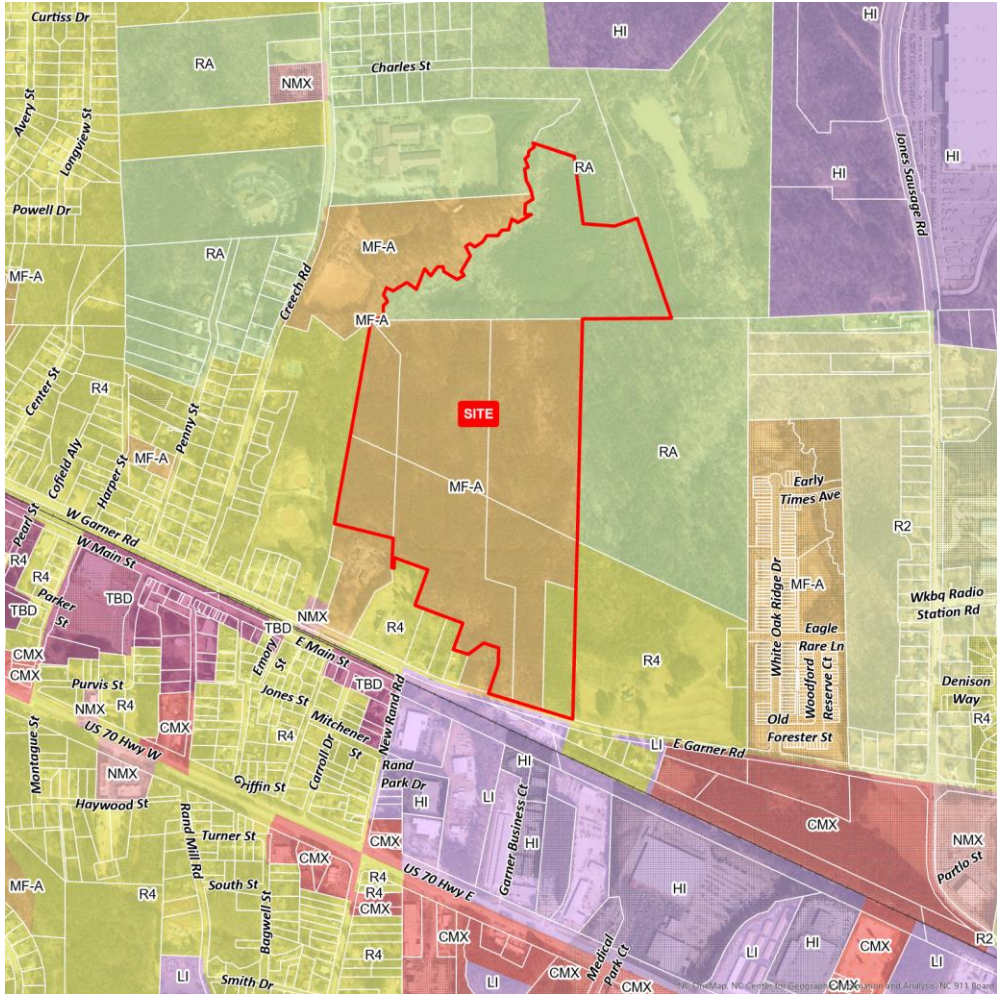 Curtiss Dr
HI
RA
Charles St
NMX
Avery St
Longview St
Jones Sausage Rd
HI
RA
HI
Powell Dr
RA
MF-A
MF-A
Creech Rd
MF-A
Center St
R4
Penny St
SITE
Cofield Aly
Harper St
MF-A
RA
MF-A
Early
Times Ave
Pearl St
W Garner Rd
W Main St
R2
White Oak Ridge Dr
MF-A
R4
R4
TBD
Wkbq Radio
Station Rd
TBD
Parker
St
NMX
TBD
R4
Eagle
Rare Ln
CMX
Emory
St
E Main St
R4
Woodford
Reserve Ct
CMX
Purvis St
TBD
Denison
Way
NMX
R4
Jones St
New Rand Rd
R4
CMX
Mitchener
St
Old
Forester St
Montague St
US 70 Hwy W
R4
Carroll Dr
LI
E Garner Rd
HI
Rand
Park Dr
NMX
Griffin St
LI
Haywood St
HI
Garner Business Ct
CMX
Rand Mill Rd
Turner St
CMX
HI
NMX
CMX
Partlo St
US 70 Hwy E
HI
MF-A
R4
South St
R4
R4
CMX
LI
Bagwell St
CMX
LI
HI
CMX
R2
R4
Medical
Park Ct
LI
Smith Dr
LI
CMX
CMX
LI